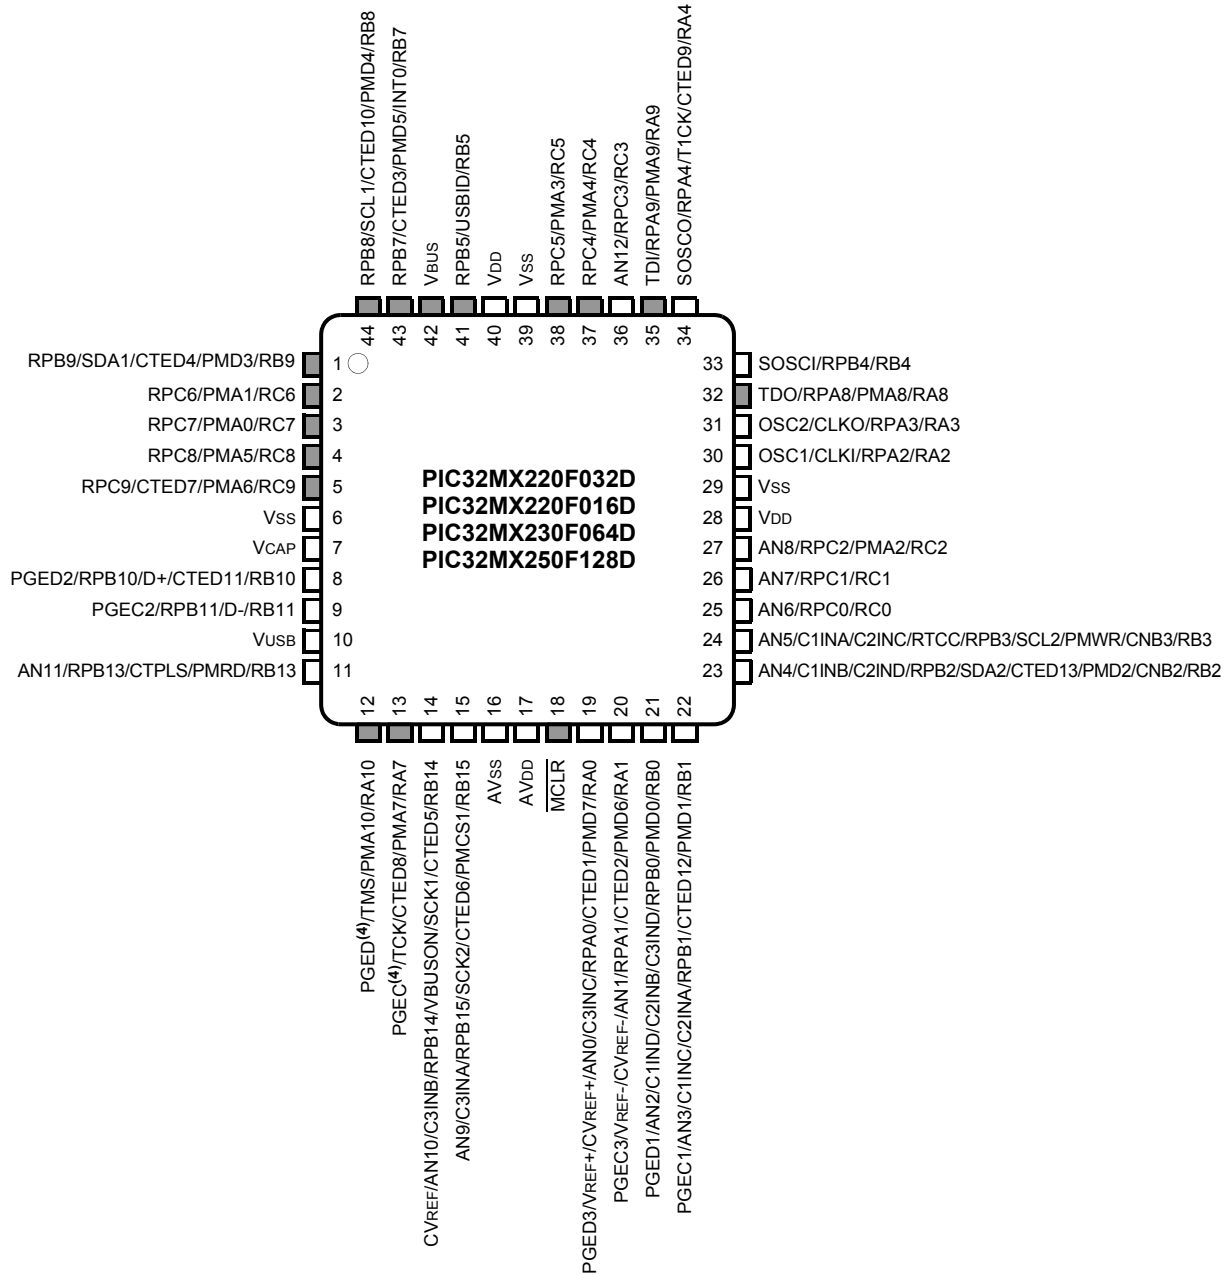 RPB8/SCL1/CTED10/PMD4/RB8
RPB7/CTED3/PMD5/INT0/RB7
VBUS
RPB5/USBID/RB5
VDD
VSS
RPC5/PMA3/RC5
RPC4/PMA4/RC4
AN12/RPC3/RC3
TDI/RPA9/PMA9/RA9
SOSCO/RPA4/T1CK/CTED9/RA4
44
43
42
41
40
39
38
37
36
35
34
RPB9/SDA1/CTED4/PMD3/RB9 1
RPC6/PMA1/RC6 2
RPC7/PMA0/RC7 3
RPC8/PMA5/RC8 4
RPC9/CTED7/PMA6/RC9 5
VSS 6
VCAP 7
PGED2/RPB10/D+/CTED11/RB10 8
PGEC2/RPB11/D-/RB11 9
VUSB 10
AN11/RPB13/CTPLS/PMRD/RB13 11
PIC32MX220F032D
PIC32MX220F016D
PIC32MX230F064D
PIC32MX250F128D
33 SOSCI/RPB4/RB4
32 TDO/RPA8/PMA8/RA8
31 OSC2/CLKO/RPA3/RA3
30 OSC1/CLKI/RPA2/RA2
29 VSS
28 VDD
27 AN8/RPC2/PMA2/RC2
26 AN7/RPC1/RC1
25 AN6/RPC0/RC0
24 AN5/C1INA/C2INC/RTCC/RPB3/SCL2/PMWR/CNB3/RB3
23 AN4/C1INB/C2IND/RPB2/SDA2/CTED13/PMD2/CNB2/RB2
12
13
14
15
16
17
18
19
20
21
22
PGED(4)/TMS/PMA10/RA10
PGEC(4)/TCK/CTED8/PMA7/RA7
CVREF/AN10/C3INB/RPB14/VBUSON/SCK1/CTED5/RB14
AN9/C3INA/RPB15/SCK2/CTED6/PMCS1/RB15
AVSS
AVDD
MCLR
PGED3/VREF+/CVREF+/AN0/C3INC/RPA0/CTED1/PMD7/RA0
PGEC3/VREF-/CVREF-/AN1/RPA1/CTED2/PMD6/RA1
PGED1/AN2/C1IND/C2INB/C3IND/RPB0/PMD0/RB0
PGEC1/AN3/C1INC/C2INA/RPB1/CTED12/PMD1/RB1